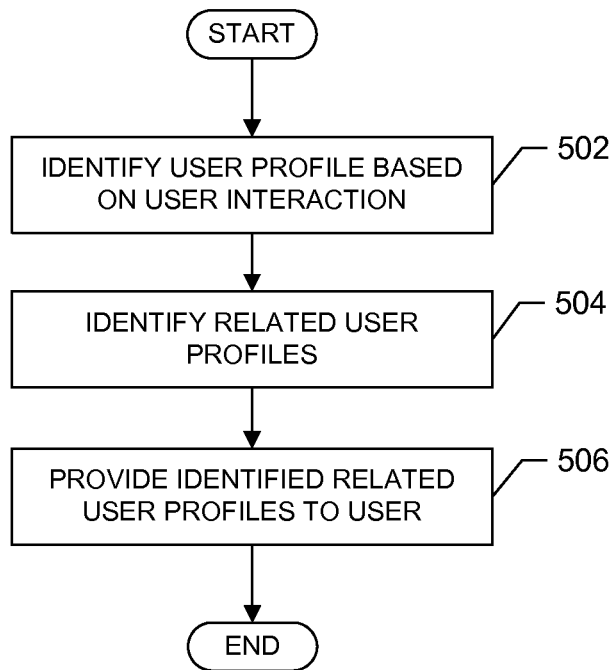 START
IDENTIFY USER PROFILE BASED
ON USER INTERACTION
502
IDENTIFY RELATED USER
PROFILES
504
PROVIDE IDENTIFIED RELATED
USER PROFILES TO USER
506
END